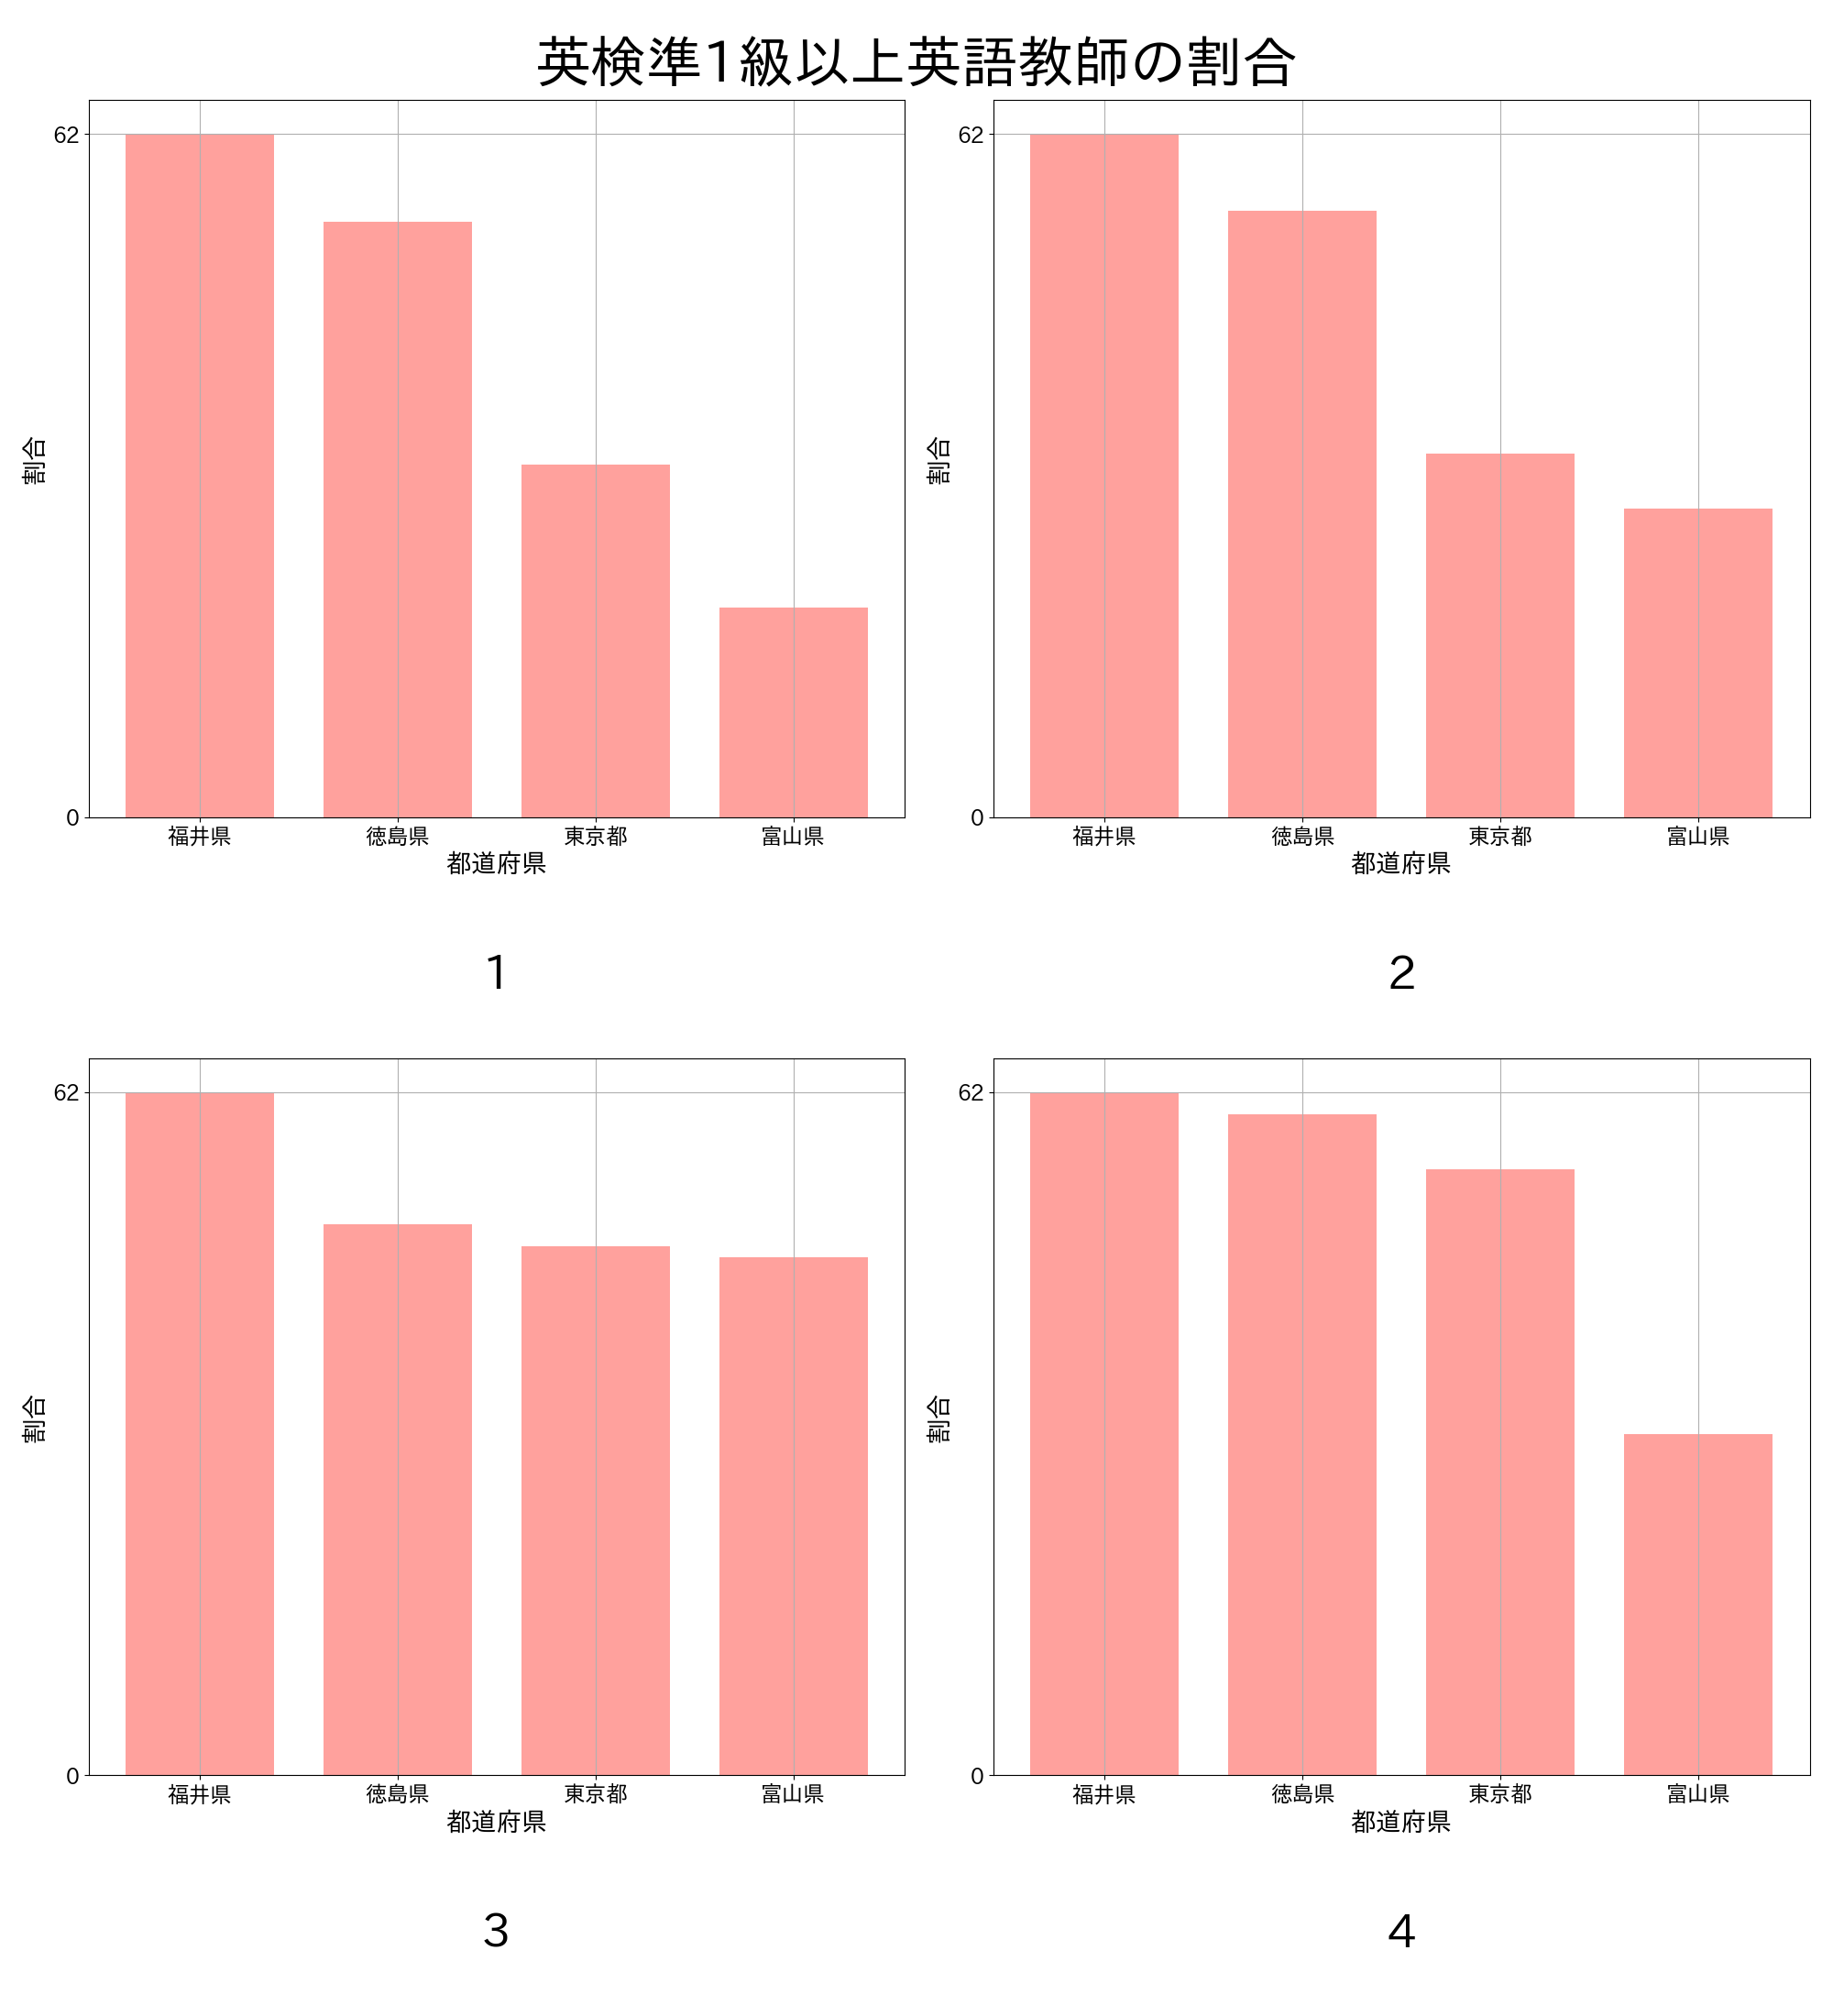 英検準1級以上英語教師の割合
62
割合
0
福井県 徳島県 東京都 富山県
都道府県
1
62
割合
0
福井県 徳島県 東京都 富山県
都道府県
2
62
割合
0
福井県 徳島県 東京都 富山県
都道府県
3
62
割合
0
福井県 徳島県 東京都 富山県
都道府県
4